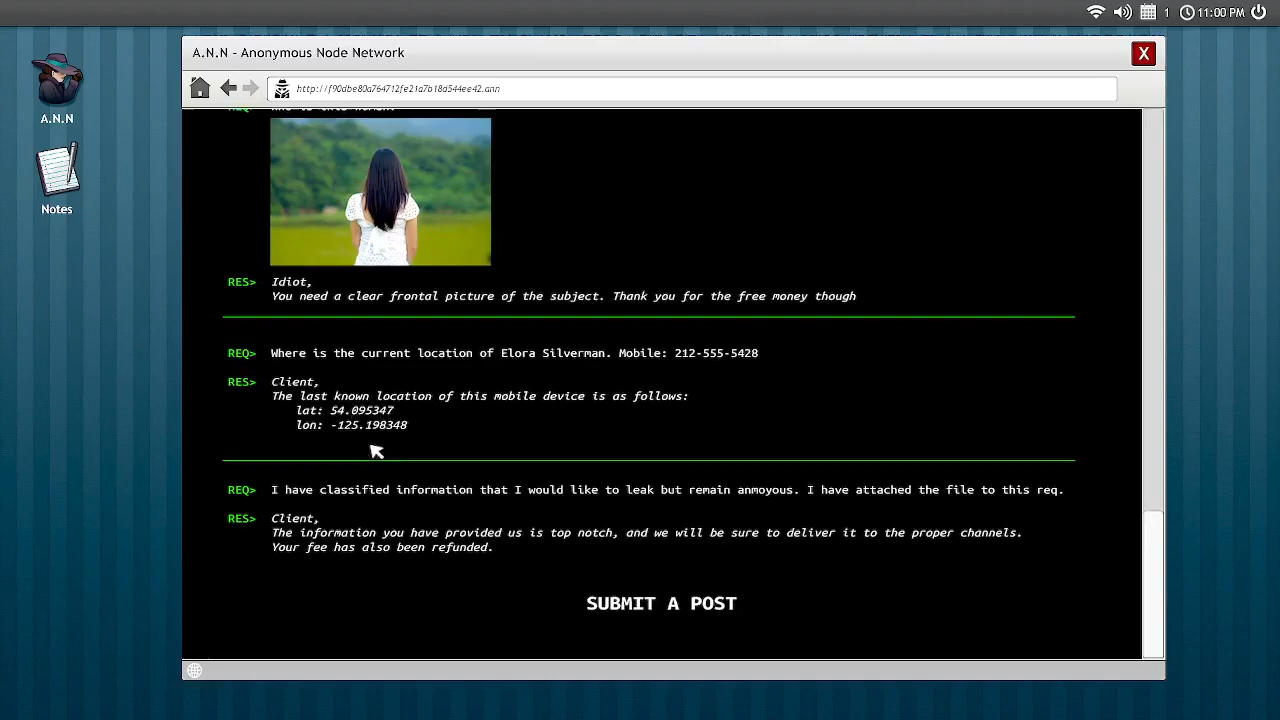 1 11:00 PM
A.N.N - Anonymous Node Network
X
http://f90dbe80a764712fe21a7b18d544ee42.ann
A.N.N
Notes
RES> Idiot,
You need a clear frontal picture of the subject. Thank you for the free money though
REQ> Where is the current location of Elora Silverman. Mobile: 212-555-5428
RES> Client,
The last known location of this mobile device is as follows:
lat: 54.095347
lon: -125.198348
REQ> I have classified information that I would like to leak but remain anmoyous. I have attached the file to this req.
RES> Client,
The information you have provided us is top notch, and we will be sure to deliver it to the proper channels.
Your fee has also been refunded.
SUBMIT A POST